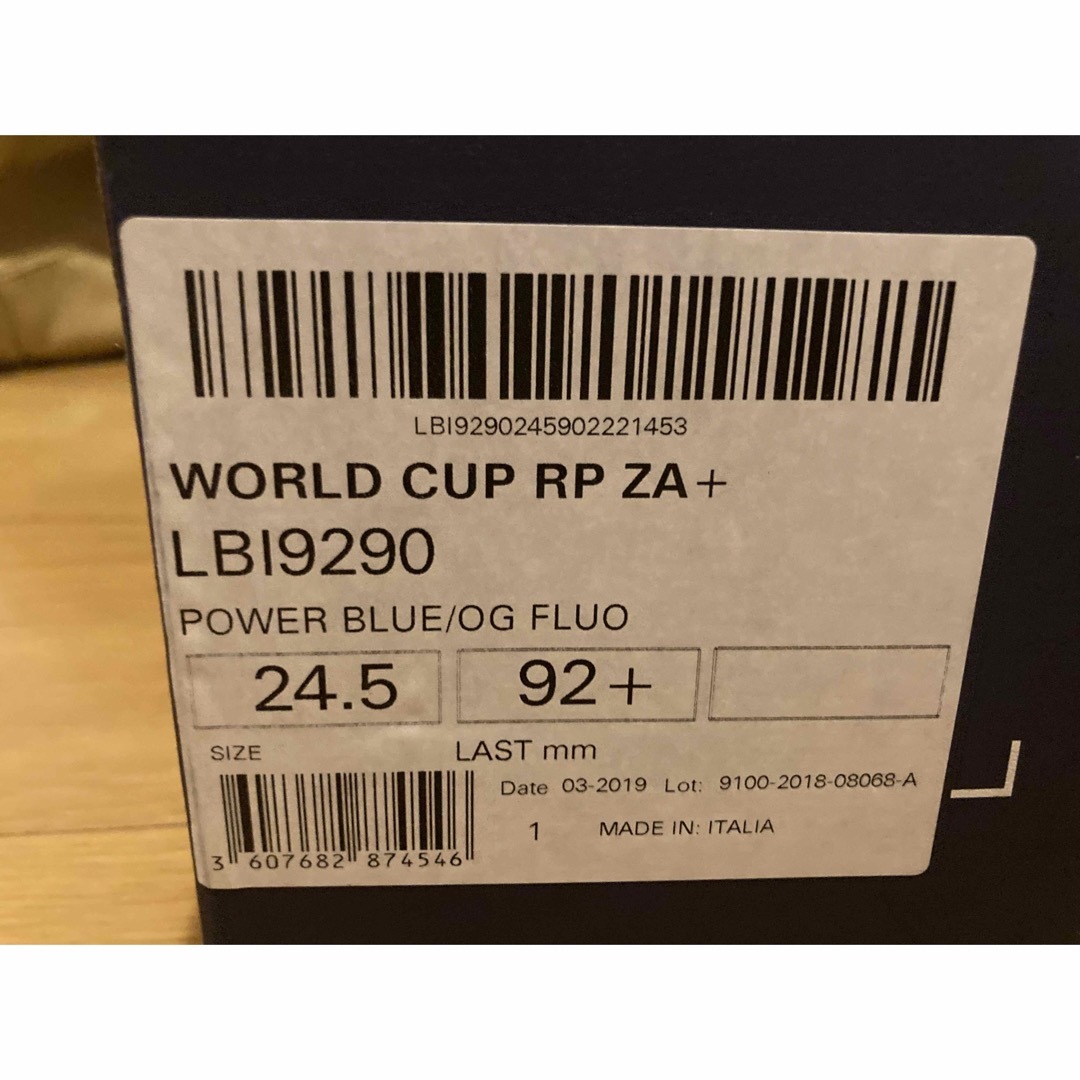 LBI9290245902221453
WORLD CUP RP ZA+
LBI9290
POWER BLUE/OG FLUO
24.5
92+
SIZE
LAST mm
Date 03-2019 Lot: 9100-2018-08068-A
1 MADE IN: ITALIA
3 607682 874546